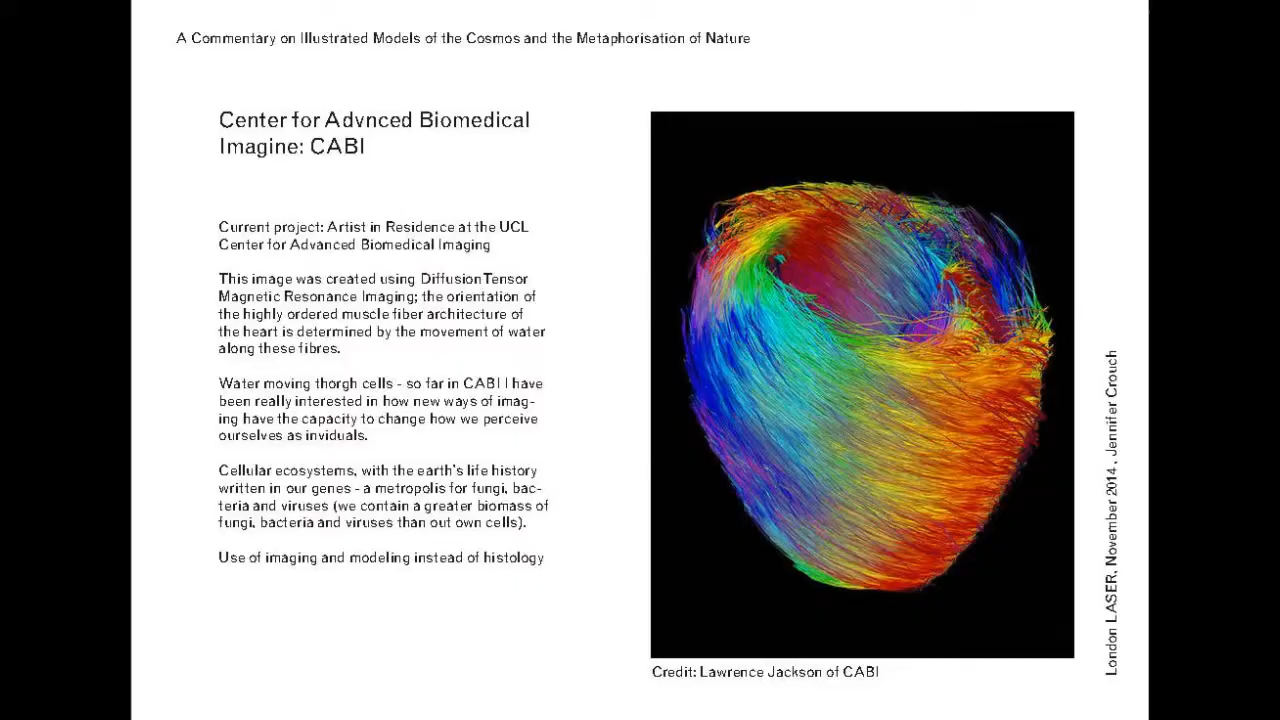 A Commentary on Illustrated Models of the Cosmos and the Metaphorisation of Nature
Center for Advnced Biomedical
Imagine: CABI
Current project: Artist in Residence at the UCL
Center for Advanced Biomedical Imaging
This image was created using Diffusion Tensor
Magnetic Resonance Imaging; the orientation of
the highly ordered muscle fiber architecture of
the heart is determined by the movement of water
along these fibres.
Water moving thorgh cells - so far in CABI I have
been really interested in how new ways of imag-
ing have the capacity to change how we perceive
ourselves as inviduals.
Cellular ecosystems, with the earth's life history
written in our genes - a metropolis for fungi, bac-
teria and viruses (we contain a greater biomass of
fungi, bacteria and viruses than out own cells).
Use of imaging and modeling instead of histology
Credit: Lawrence Jackson of CABI
London LASER, November 2014 , Jennifer Crouch